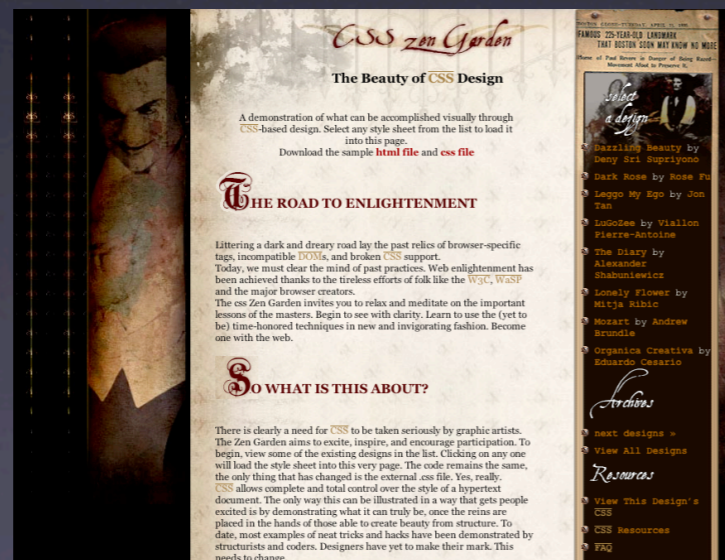 CSS Zen Garden
The Beauty of CSS Design
A demonstration of what can be accomplished visually through
CSS-based design. Select any style sheet from the list to load it
into this page.
Download the sample html file and css file
THE ROAD TO ENLIGHTENMENT
Littering a dark and dreary road lay the past relics of browser-specific
tags, incompatible DOMs, and broken CSS support.
Today, we must clear the mind of past practices. Web enlightenment has
been achieved thanks to the tireless efforts of folk like the W3C, WaSP
and the major browser creators.
The css Zen Garden invites you to relax and meditate on the important
lessons of the masters. Begin to see with clarity. Learn to use the (yet to
be) time-honored techniques in new and invigorating fashion. Become
one with the web.
SO WHAT IS THIS ABOUT?
There is clearly a need for CSS to be taken seriously by graphic artists.
The Zen Garden aims to excite, inspire, and encourage participation. To
begin, view some of the existing designs in the list. Clicking on any one
will load the style sheet into this very page. The code remains the same,
the only thing that has changed is the external .css file. Yes, really.
CSS allows complete and total control over the style of a hypertext
document. The only way this can be illustrated in a way that gets people
excited is by demonstrating what it can truly be, once the reins are
placed in the hands of those able to create beauty from structure. To
date, most examples of neat tricks and hacks have been demonstrated by
structurists and coders. Designers have yet to make their mark. This
needs to change.
FAMOUS 225-YEAR-OLD LANDMARK
THAT BOSTON SOON MAY KNOW NO MORE
House of Paul Revere in Danger of Being Razed—
Movement Afoot to Preserve It.
select
a design
Dazzling Beauty by
Deny Sri Supriyono
Dark Rose by Rose Fu
Leggo My Ego by Jon
Tan
LuGoZee by Viallon
Pierre-Antoine
The Diary by
Alexander
Shabuniewicz
Lonely Flower by
Mitja Ribic
Mozart by Andrew
Brundle
Organica Creativa by
Eduardo Cesario
Archives
next designs »
View All Designs
Resources
View This Design's
CSS
CSS Resources
FAQ